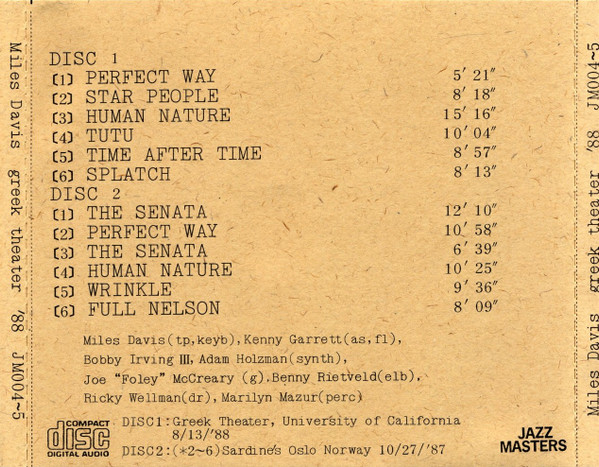 Miles Davis greek theater '88 JM004~5
DISC 1
(1) PERFECT WAY 5' 21"
(2) STAR PEOPLE 8' 18"
(3) HUMAN NATURE 15' 16"
(4) TUTU 10' 04"
(5) TIME AFTER TIME 8' 57"
(6) SPLATCH 8' 13"
DISC 2
(1) THE SENATA 12' 10"
(2) PERFECT WAY 10' 58"
(3) THE SENATA 6' 39"
(4) HUMAN NATURE 10' 25"
(5) WRINKLE 9' 36"
(6) FULL NELSON 8' 09"
Miles Davis(tp,keyb),Kenny Garrett(as,fl),
Bobby Irving III, Adam Holzman(synth),
Joe "Foley" McCreary (g).Benny Rietveld(elb),
Ricky Wellman(dr), Marilyn Mazur(perc)
COMPACT
disc
DIGITAL AUDIO
DISC1:Greek Theater, University of California
8/13/'88
DISC2:(*2~6)Sardine's Oslo Norway 10/27/'87
JAZZ
MASTERS
Miles Davis greek theater '88 JM004~5